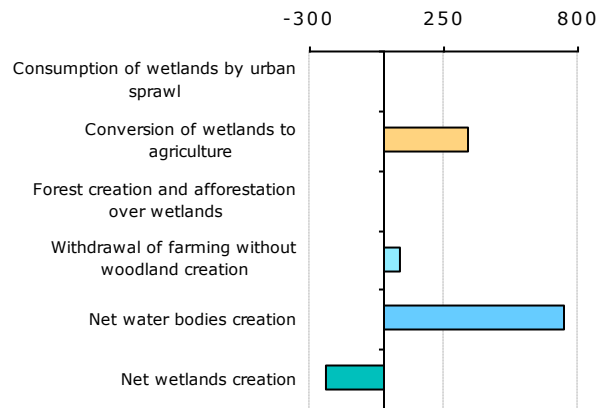 -300 250 800
Consumption of wetlands by urban
sprawl
Conversion of wetlands to
agriculture
Forest creation and afforestation
over wetlands
Withdrawal of farming without
woodland creation
Net water bodies creation
Net wetlands creation